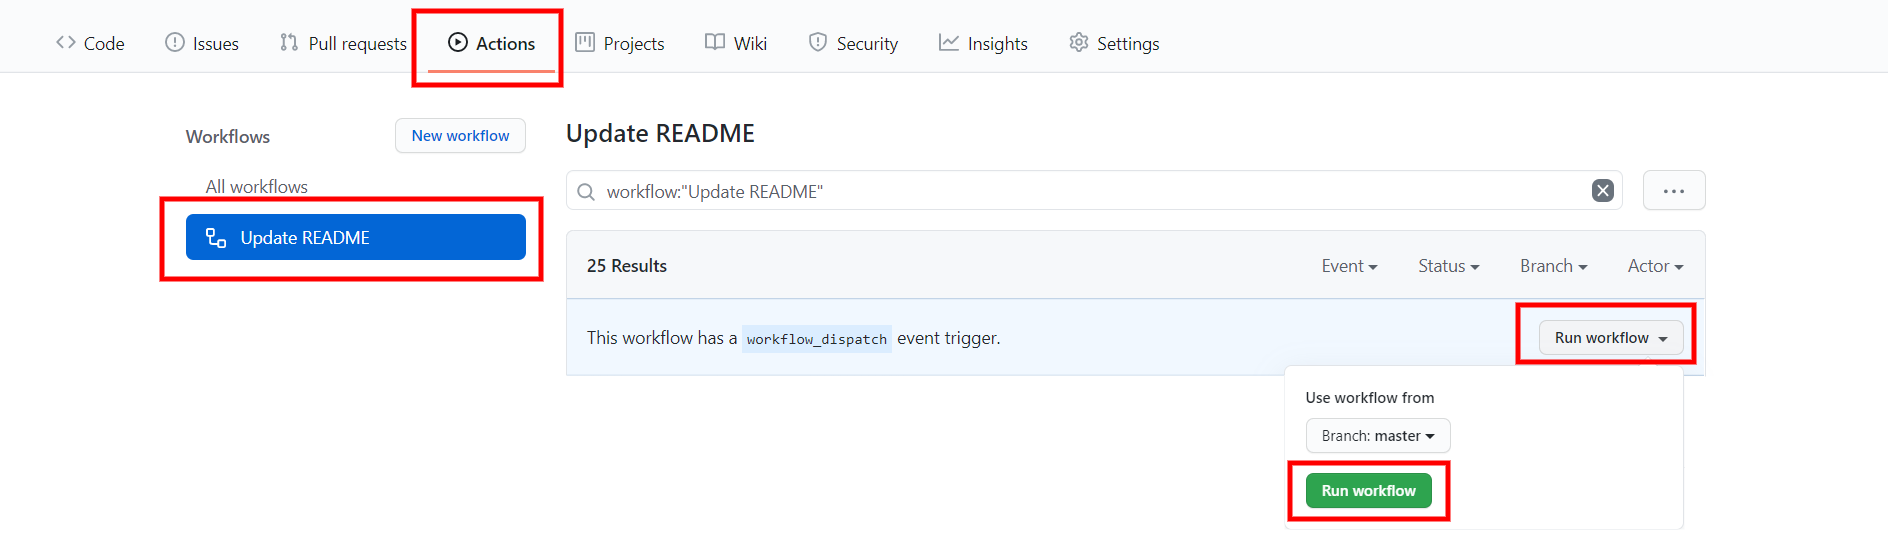 Code Issues Pull requests Actions Projects Wiki Security Insights Settings
Workflows
New workflow
All workflows
Update README
Update README
workflow:"Update README"
25 Results
Event Status Branch Actor
This workflow has a workflow_dispatch event trigger.
Run workflow
Use workflow from
Branch: master
Run workflow